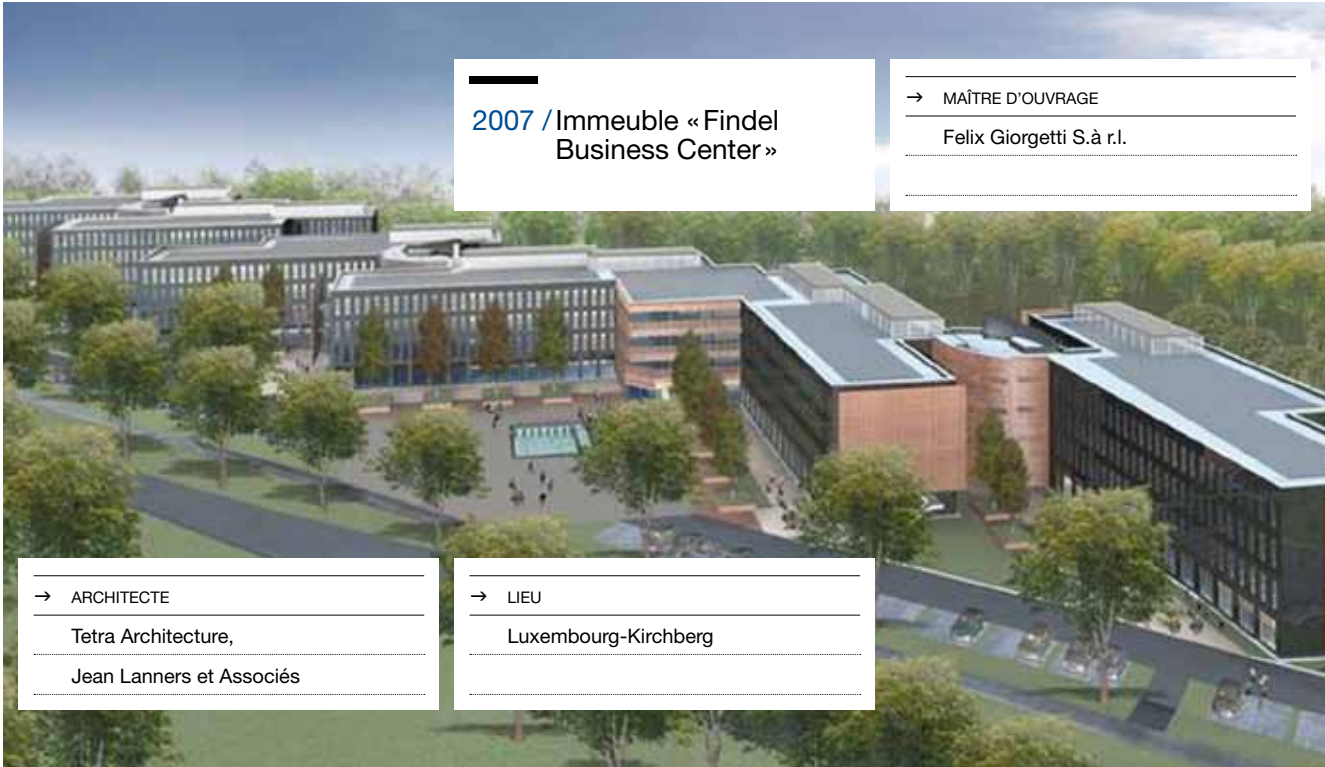 2007 / Immeuble «Findel
Business Center»
→ MAÎTRE D'OUVRAGE
Felix Giorgetti S.à r.l.
→ ARCHITECTE
Tetra Architecture,
Jean Lanners et Associés
→ LIEU
Luxembourg-Kirchberg